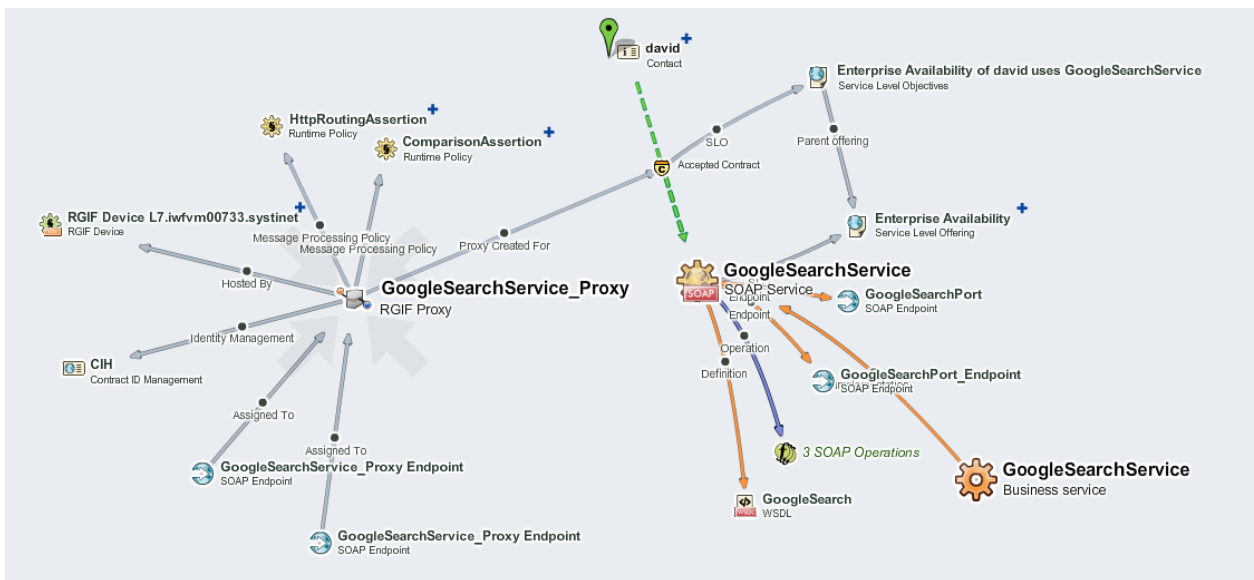 david
Contact
Enterprise Availability of david uses GoogleSearchService
Service Level Objectives
HttpRoutingAssertion
Runtime Policy
ComparisonAssertion
Runtime Policy
SLO
Parent offering
C
Accepted Contract
RGIF Device L7.iwfvm00733.systinet
RGIF Device
Enterprise Availability
Service Level Offering
Message Processing Policy
Message Processing Policy
Proxy Created For
Hosted By
GoogleSearchService_Proxy
RGIF Proxy
GoogleSearchService
SOAP Service
SOAP
Endpoint
Endpoint
GoogleSearchPort
SOAP Endpoint
Identity Management
Operation
Definition
CIH
Contract ID Management
GoogleSearchPort_Endpoint
SOAP Endpoint
Assigned To
Assigned To
GoogleSearchService_Proxy Endpoint
SOAP Endpoint
3 SOAP Operations
GoogleSearchService
Business service
GoogleSearch
WSDL
GoogleSearchService_Proxy Endpoint
SOAP Endpoint